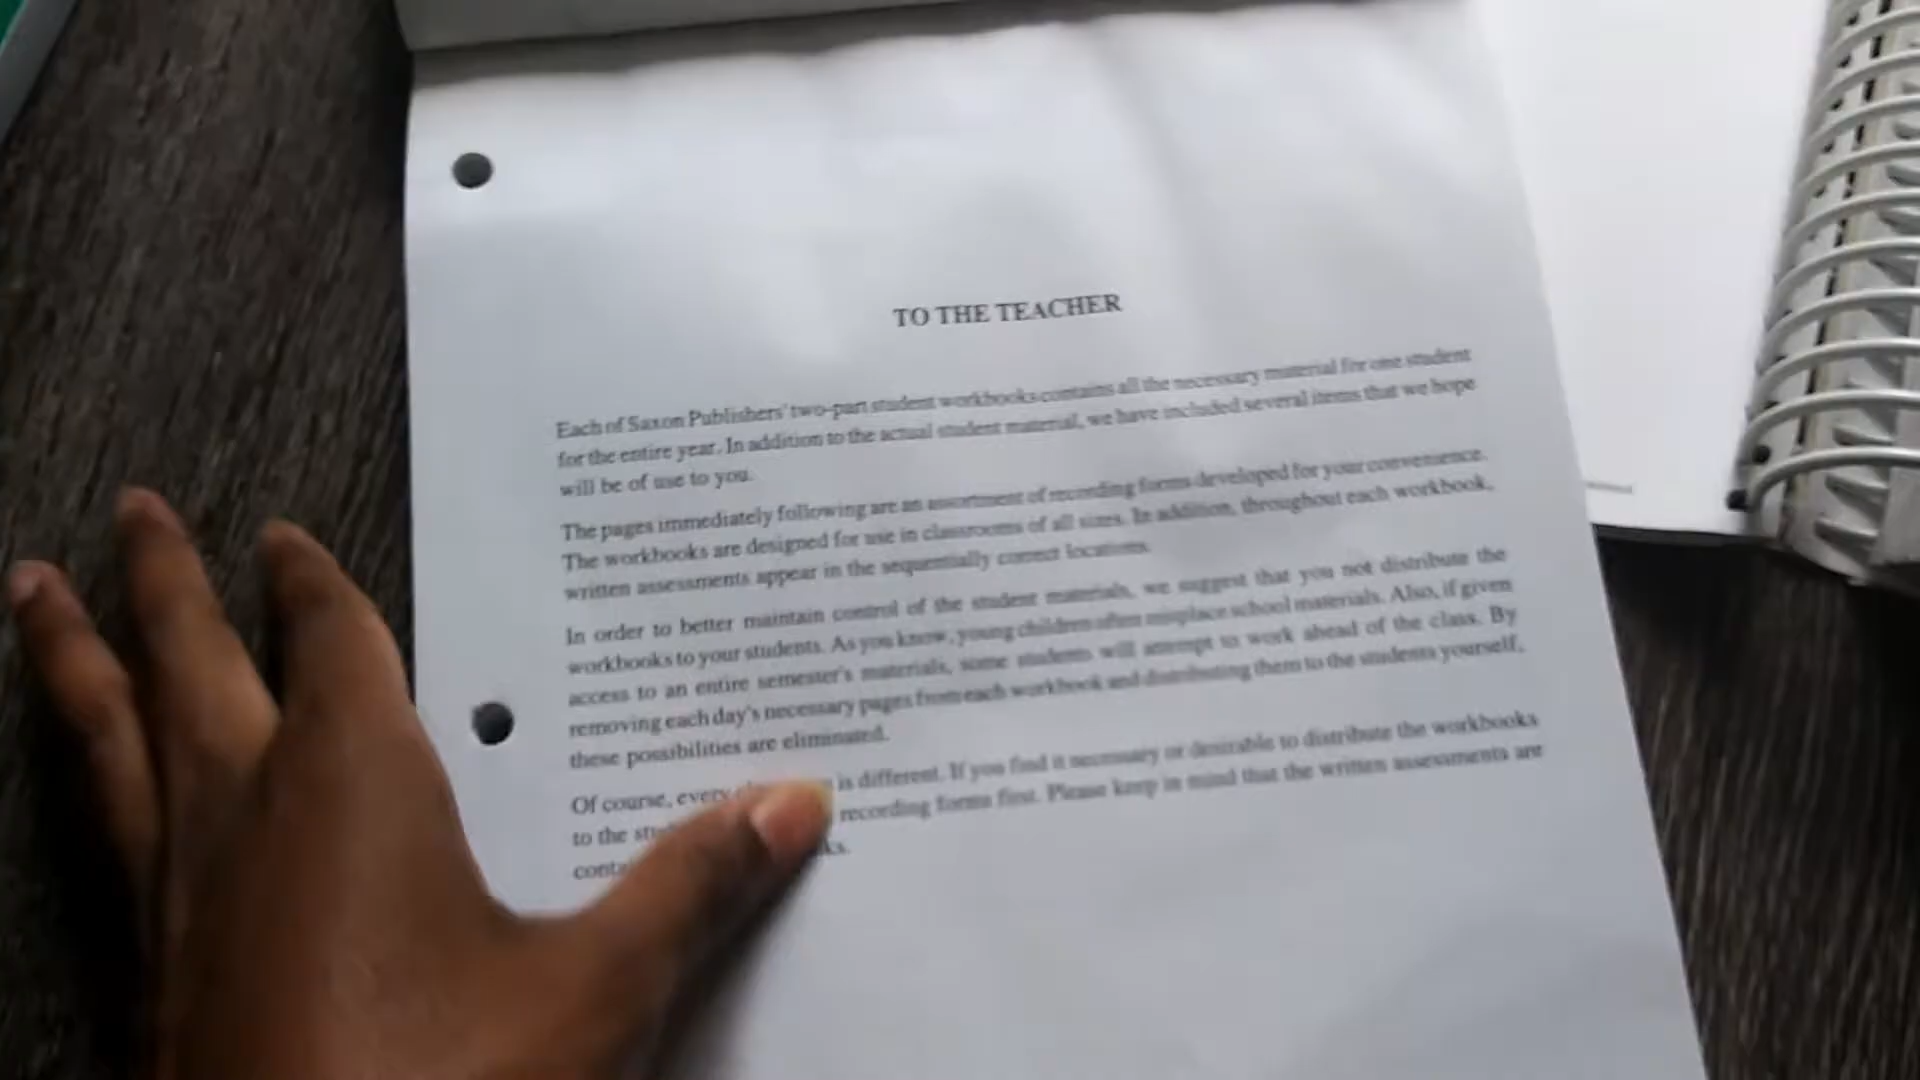 TO THE TEACHER
Each of Saxon Publishers' two-part student workbooks contains all the necessary material for one student
for the entire year. In addition to the actual student material, we have included several items that we hope
will be of use to you.
The pages immediately following are an assortment of recording forms developed for your convenience.
The workbooks are designed for use in classrooms of all sizes. In addition, throughout each workbook,
written assessments appear in the sequentially correct locations.
In order to better maintain control of the student materials, we suggest that you not distribute the
workbooks to your students. As you know, young children often misplace school materials. Also, if given
access to an entire semester's materials, some students will attempt to work ahead of the class. By
removing each day's necessary pages from each workbook and distributing them to the students yourself,
these possibilities are eliminated.
Of course, every is different. If you find it necessary or desirable to distribute the workbooks
to the recording forms first. Please keep in mind that the written assessments are